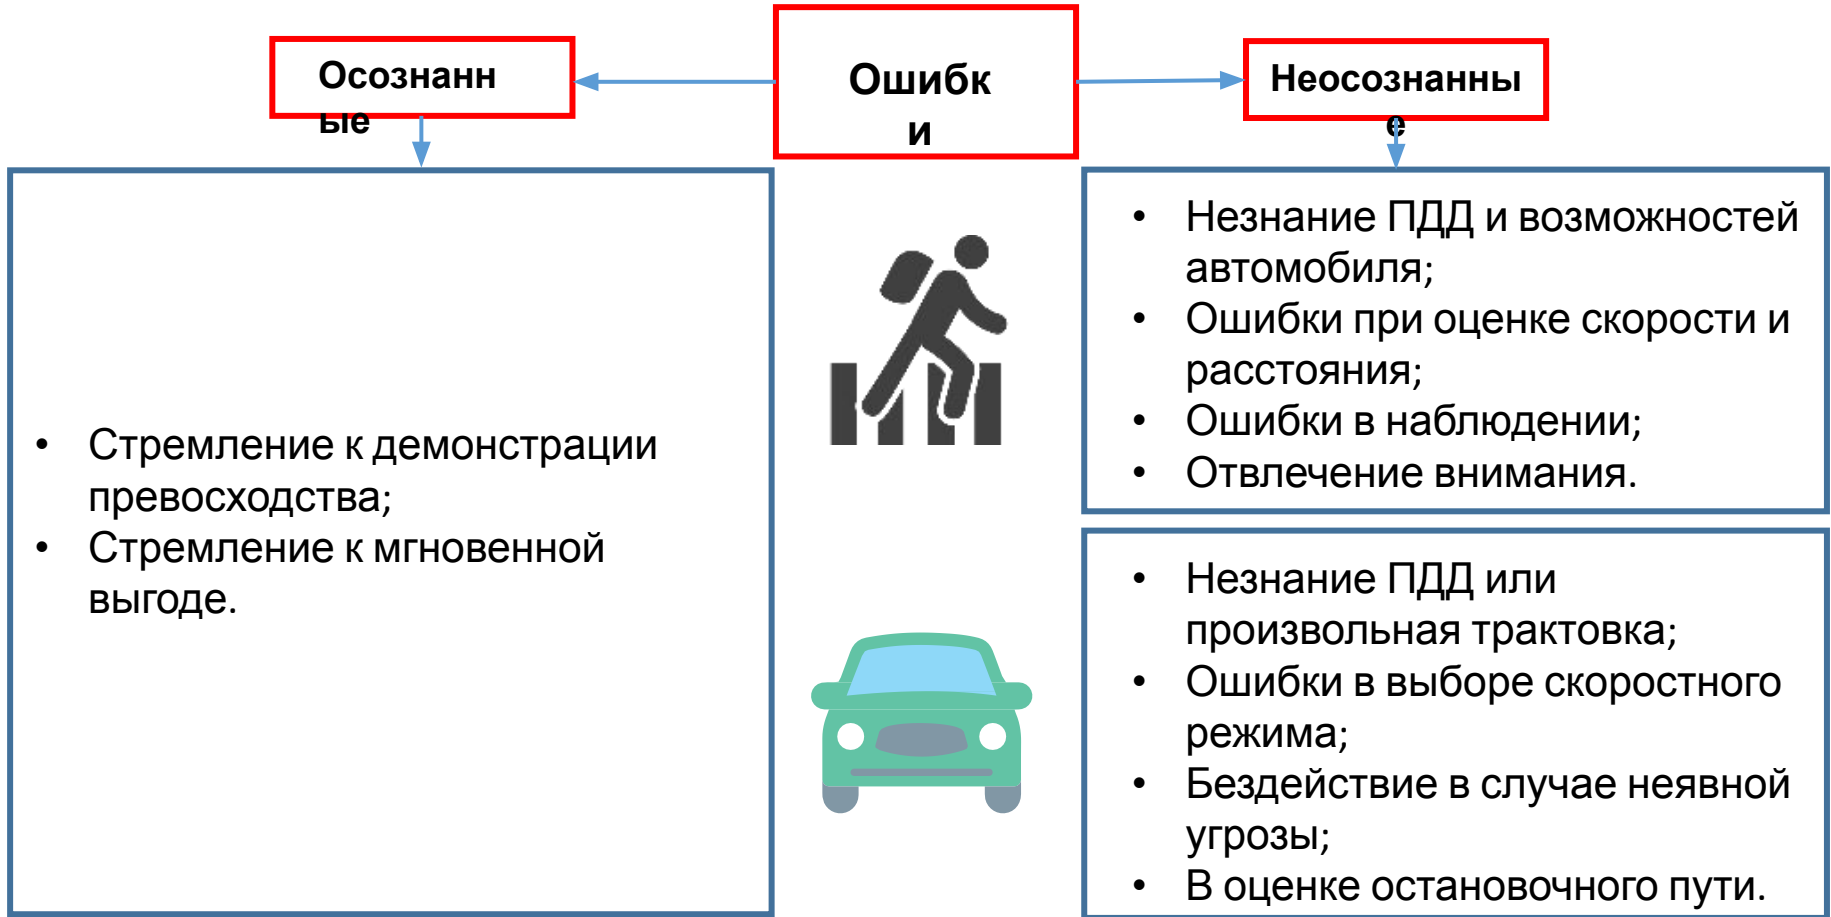 Ошибк
и
Осознанн
ые
Неосознанны
е
• Стремление к демонстрации
превосходства;
• Стремление к мгновенной
выгоде.
• Незнание ПДД и возможностей
автомобиля;
• Ошибки при оценке скорости и
расстояния;
• Ошибки в наблюдении;
• Отвлечение внимания.
• Незнание ПДД или
произвольная трактовка;
• Ошибки в выборе скоростного
режима;
• Бездействие в случае неявной
угрозы;
• В оценке остановочного пути.